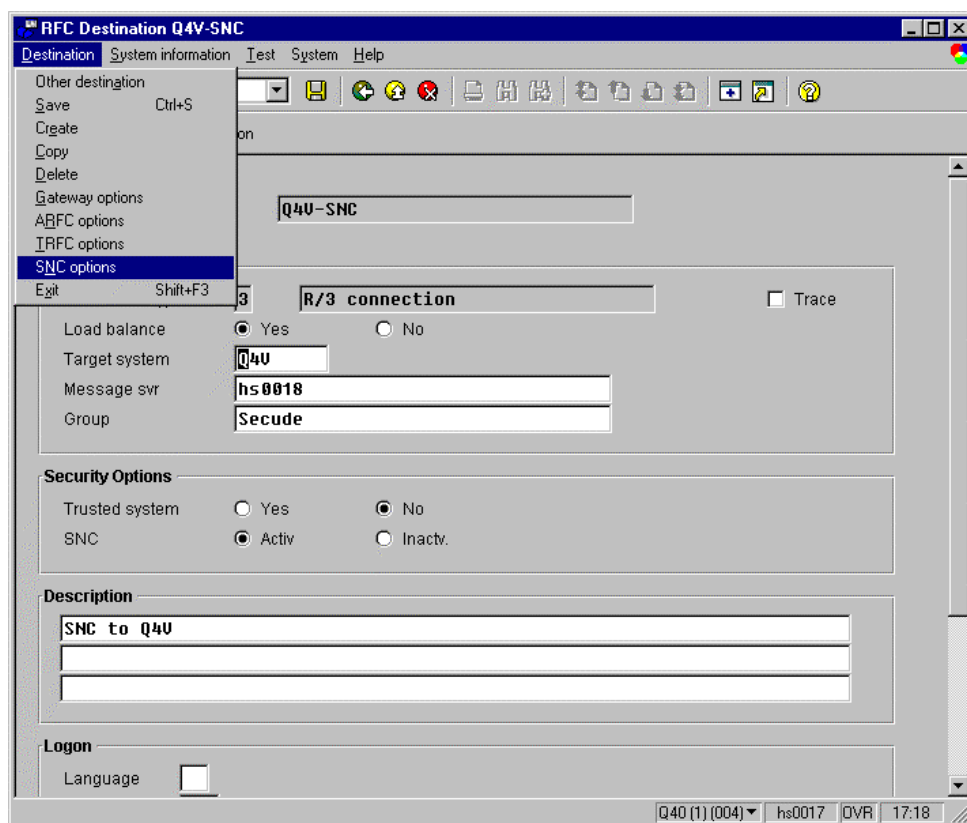 RFC Destination Q4V-SNC
Destination System information Test System Help
Other destination
Save Ctrl+S
Create
Copy
Delete
Gateway options
ARFC options
TRFC options
SNC options
Exit Shift+F3
on
Q4V-SNC
3 R/3 connection Trace
Load balance Yes No
Target system Q4V
Message svr hs0018
Group Secude
Security Options
Trusted system Yes No
SNC Activ Inactv.
Description
SNC to Q4V
Logon
Language
Q40 (1) (004) hs0017 OVR 17:18